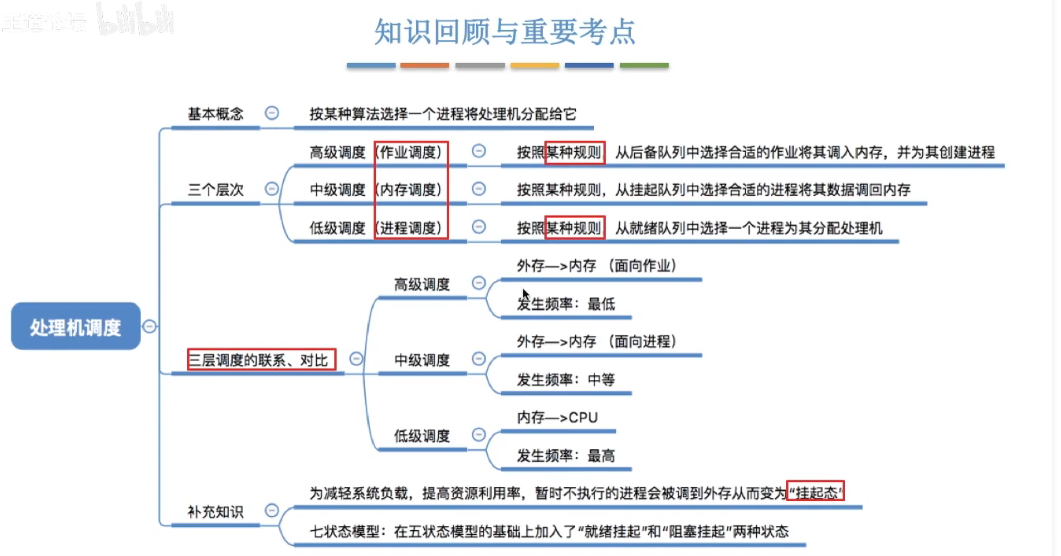 王道论坛 bilibili
知识回顾与重要考点
处理机调度
基本概念
按某种算法选择一个进程将处理机分配给它
三个层次
高级调度（作业调度）
按照某种规则，从后备队列中选择合适的作业将其调入内存，并为其创建进程
中级调度（内存调度）
按照某种规则，从挂起队列中选择合适的进程将其数据调回内存
低级调度（进程调度）
按照某种规则，从就绪队列中选择一个进程为其分配处理机
三层调度的联系、对比
高级调度
外存—>内存 （面向作业）
发生频率：最低
中级调度
外存—>内存 （面向进程）
发生频率：中等
低级调度
内存—>CPU
发生频率：最高
补充知识
为减轻系统负载，提高资源利用率，暂时不执行的进程会被调到外存从而变为“挂起态”
七状态模型：在五状态模型的基础上加入了“就绪挂起”和“阻塞挂起”两种状态